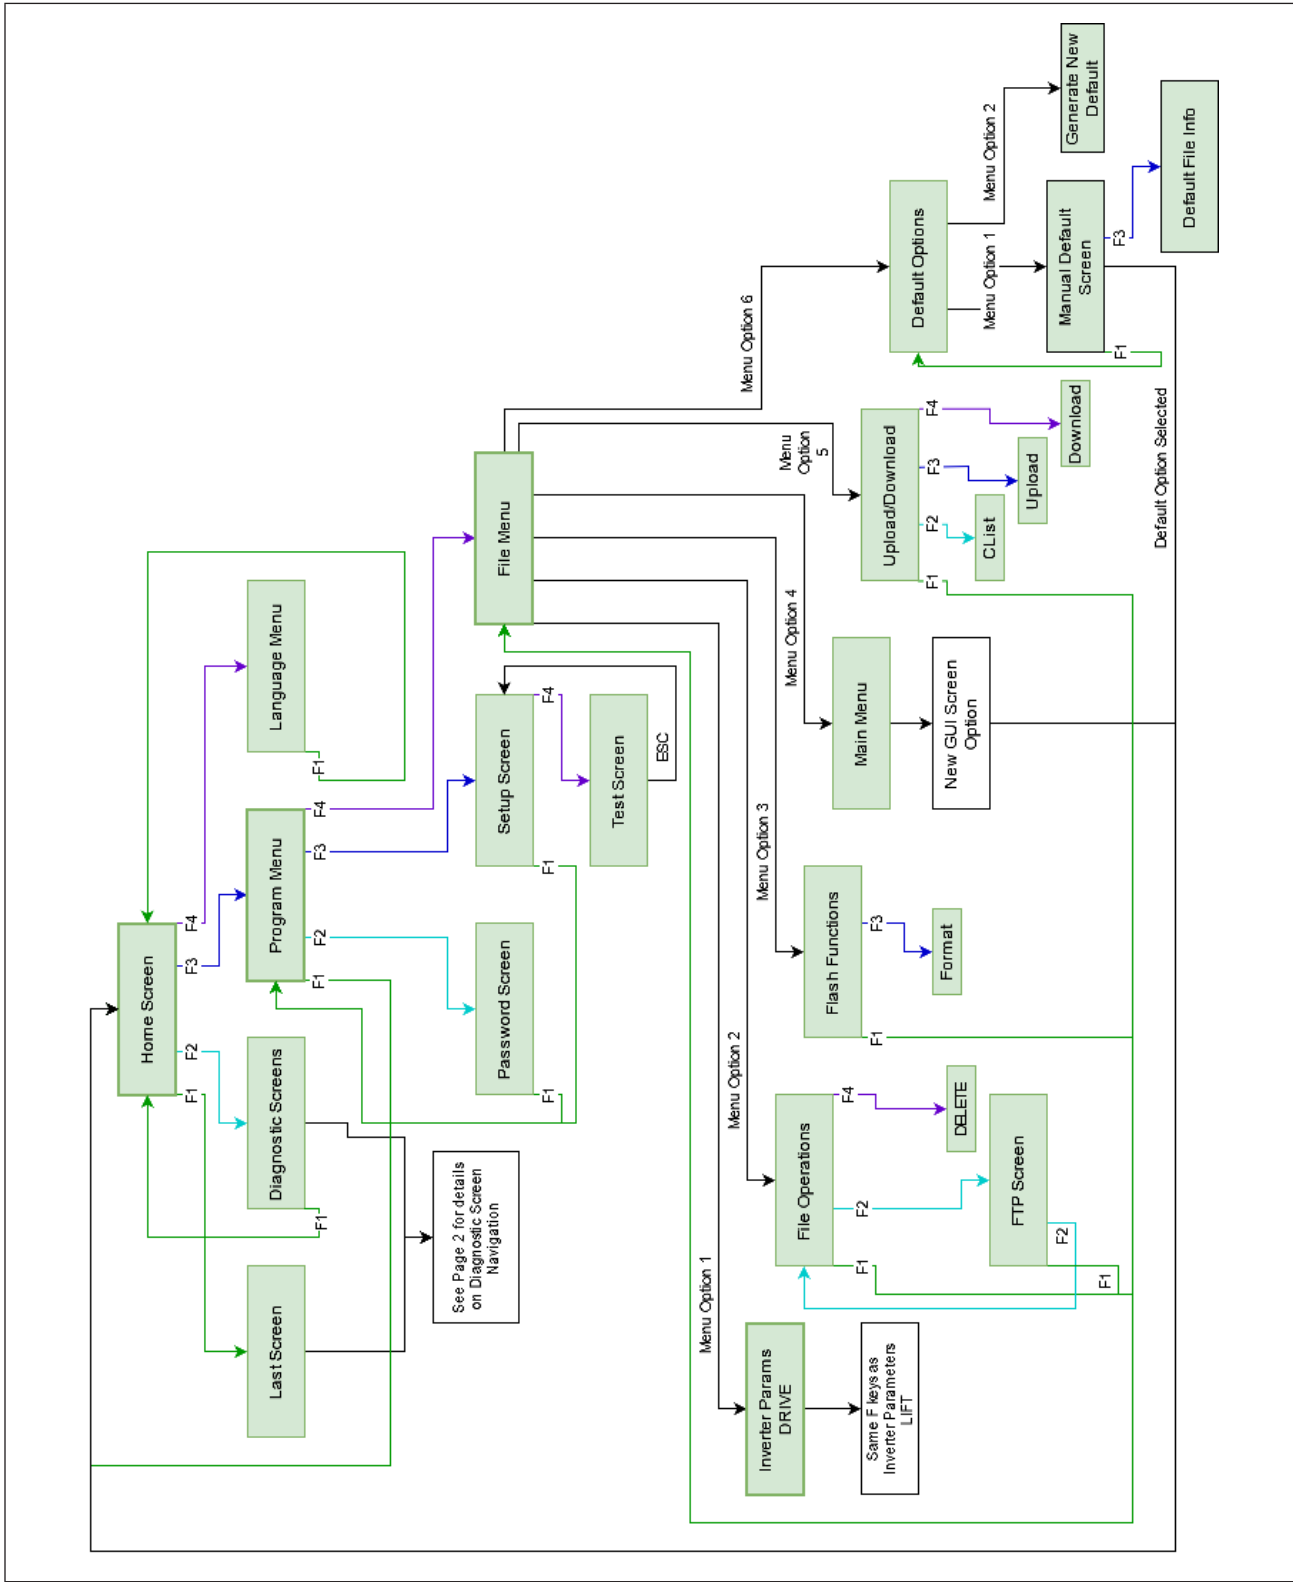 Home Screen
F1
F2
F3
F4
Last Screen
Diagnostic Screens
F1
Program Menu
F1
F2
F3
F4
Language Menu
F1
See Page 2 for details
on Diagnostic Screen
Navigation
Password Screen
F1
Setup Screen
F1
F4
Test Screen
ESC
File Menu
Menu Option 1
Menu Option 2
Menu Option 3
Menu Option 4
Menu
Option
5
Menu Option 6
Inverter Params
DRIVE
Same F keys as
Inverter Parameters
LIFT
File Operations
F1
F2
F4
DELETE
FTP Screen
F1
F2
Flash Functions
F1
F3
Format
Main Menu
New GUI Screen
Option
Upload/Download
F1
F2
F3
F4
CList
Upload
Download
Default Options
Menu Option 1
Menu Option 2
Manual Default
Screen
F1
F3
Generate New
Default
Default File Info
Default Option Selected